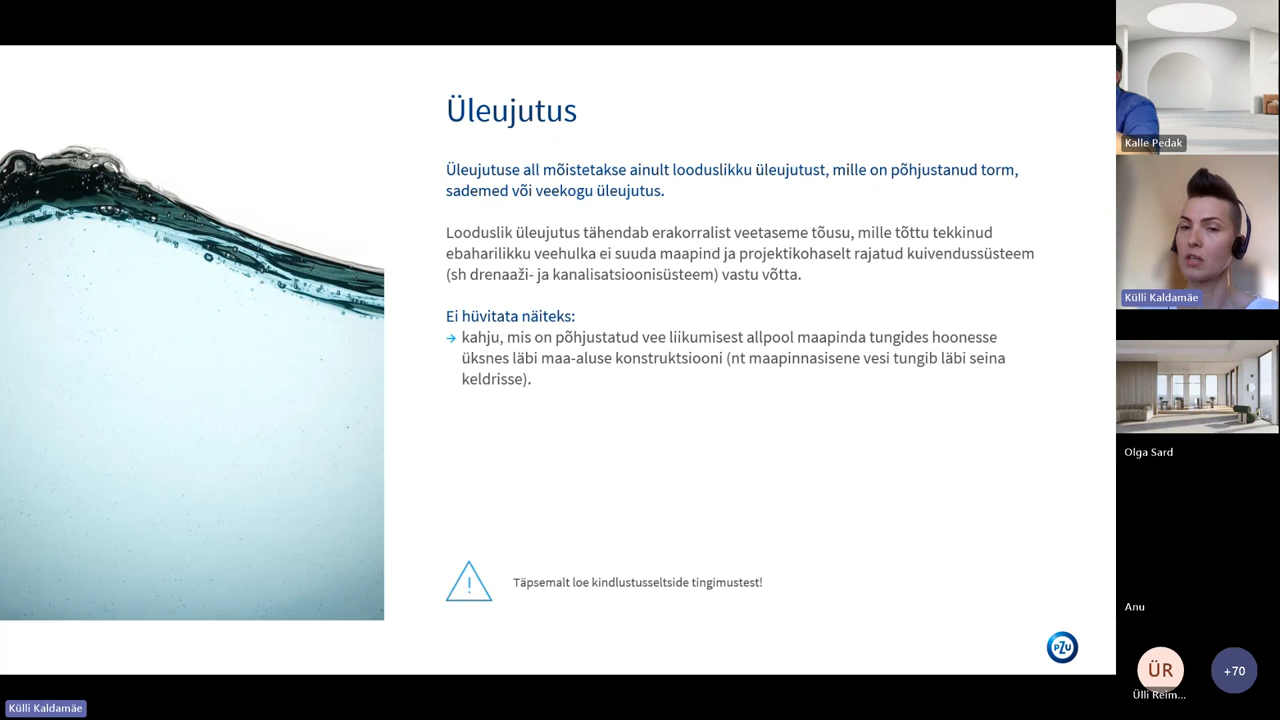 Üleujutus
Üleujutuse all mõistetakse ainult looduslikku üleujutust, mille on põhjustanud torm,
sademed või veekogu üleujutus.
Looduslik üleujutus tähendab erakorralist veetaseme tõusu, mille tõttu tekkinud
ebaharilikku veehulka ei suuda maapind ja projektikohaselt rajatud kuivendussüsteem
(sh drenaaži- ja kanalisatsioonisüsteem) vastu võtta.
Ei hüvitata näiteks:
→ kahju, mis on põhjustatud vee liikumisest allpool maapinda tungides hoonesse
üksnes läbi maa-aluse konstruktsiooni (nt maapinnasisene vesi tungib läbi seina
keldrisse).
! Täpsemalt loe kindlustusseltside tingimustest!
PZU
Külli Kaldamäe
Kalle Pedak
Külli Kaldamäe
Olga Sard
Anu
ÜR
Ülli Reim...
+70